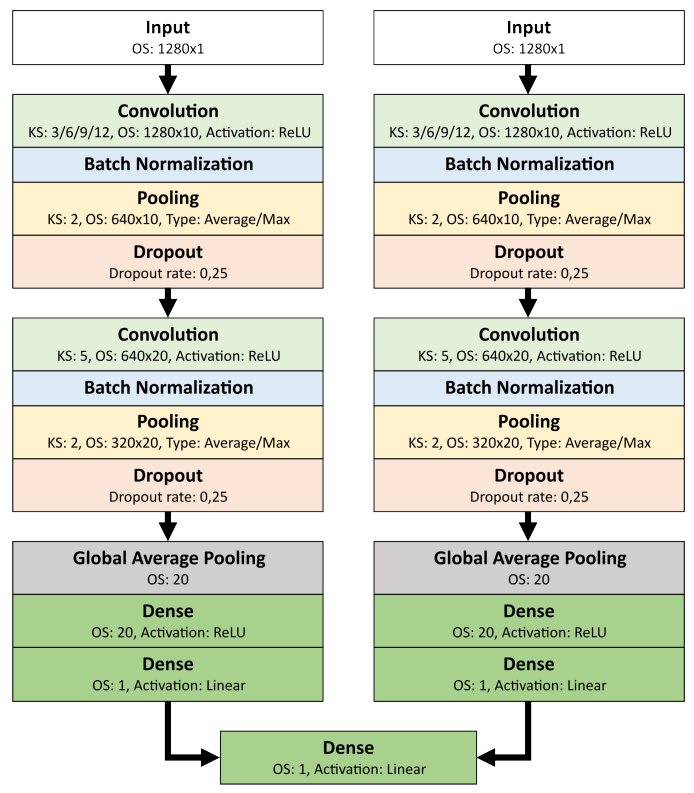 Input
OS: 1280x1
Convolution
KS: 3/6/9/12, OS: 1280x10, Activation: ReLU
Batch Normalization
Pooling
KS: 2, OS: 640x10, Type: Average/Max
Dropout
Dropout rate: 0,25
Convolution
KS: 5, OS: 640x20, Activation: ReLU
Batch Normalization
Pooling
KS: 2, OS: 320x20, Type: Average/Max
Dropout
Dropout rate: 0,25
Global Average Pooling
OS: 20
Dense
OS: 20, Activation: ReLU
Dense
OS: 1, Activation: Linear
Input
OS: 1280x1
Convolution
KS: 3/6/9/12, OS: 1280x10, Activation: ReLU
Batch Normalization
Pooling
KS: 2, OS: 640x10, Type: Average/Max
Dropout
Dropout rate: 0,25
Convolution
KS: 5, OS: 640x20, Activation: ReLU
Batch Normalization
Pooling
KS: 2, OS: 320x20, Type: Average/Max
Dropout
Dropout rate: 0,25
Global Average Pooling
OS: 20
Dense
OS: 20, Activation: ReLU
Dense
OS: 1, Activation: Linear
Dense
OS: 1, Activation: Linear